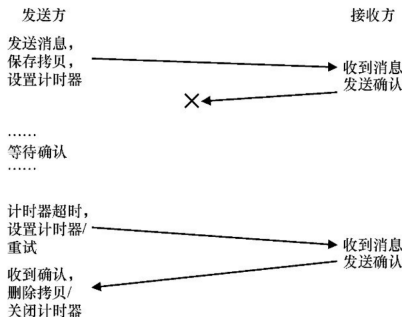 发送方
接收方
发送消息，
保存拷贝，
设置计时器
收到消息
发送确认
……
等待确认
……
计时器超时，
设置计时器/
重试
收到消息
发送确认
收到确认，
删除拷贝/
关闭计时器